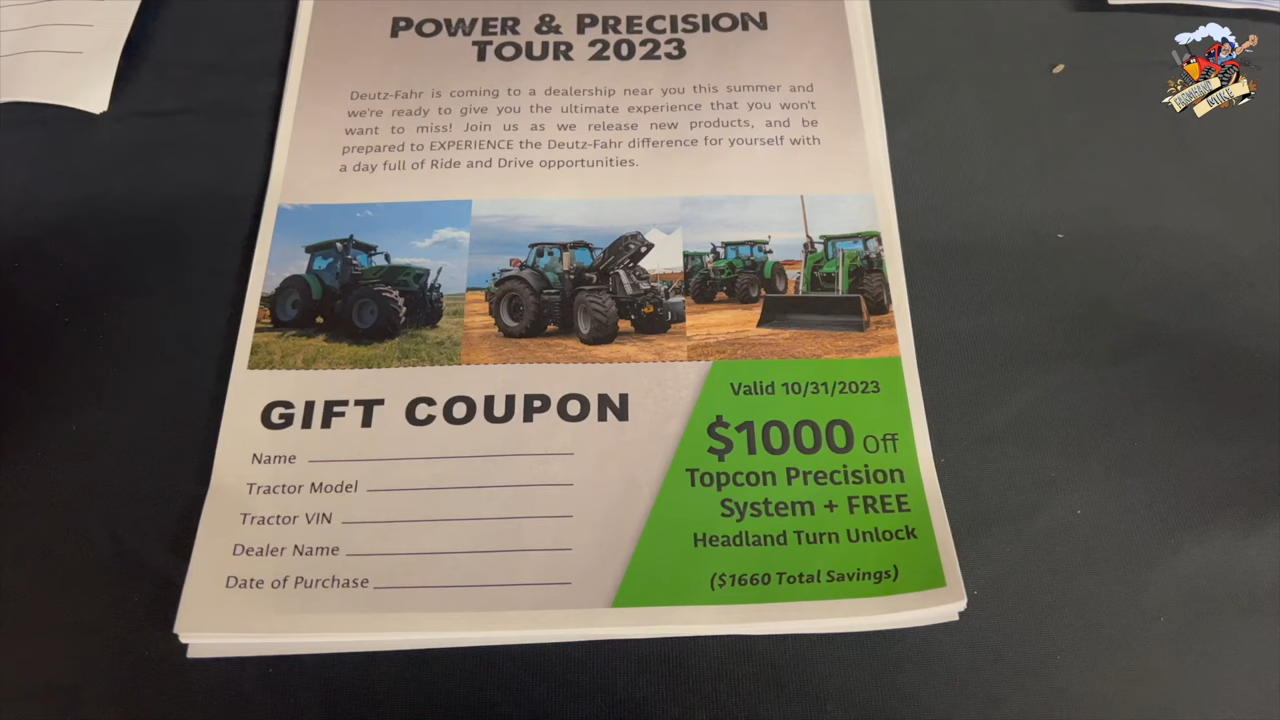 POWER & PRECISION
TOUR 2023
Deutz-Fahr is coming to a dealership near you this summer and
we're ready to give you the ultimate experience that you won't
want to miss! Join us as we release new products, and be
prepared to EXPERIENCE the Deutz-Fahr difference for yourself with
a day full of Ride and Drive opportunities.
GIFT COUPON
Name
Tractor Model
Tractor VIN
Dealer Name
Date of Purchase
Valid 10/31/2023
$1000 Off
Topcon Precision
System + FREE
Headland Turn Unlock
($1660 Total Savings)
FARMHAND MIKE